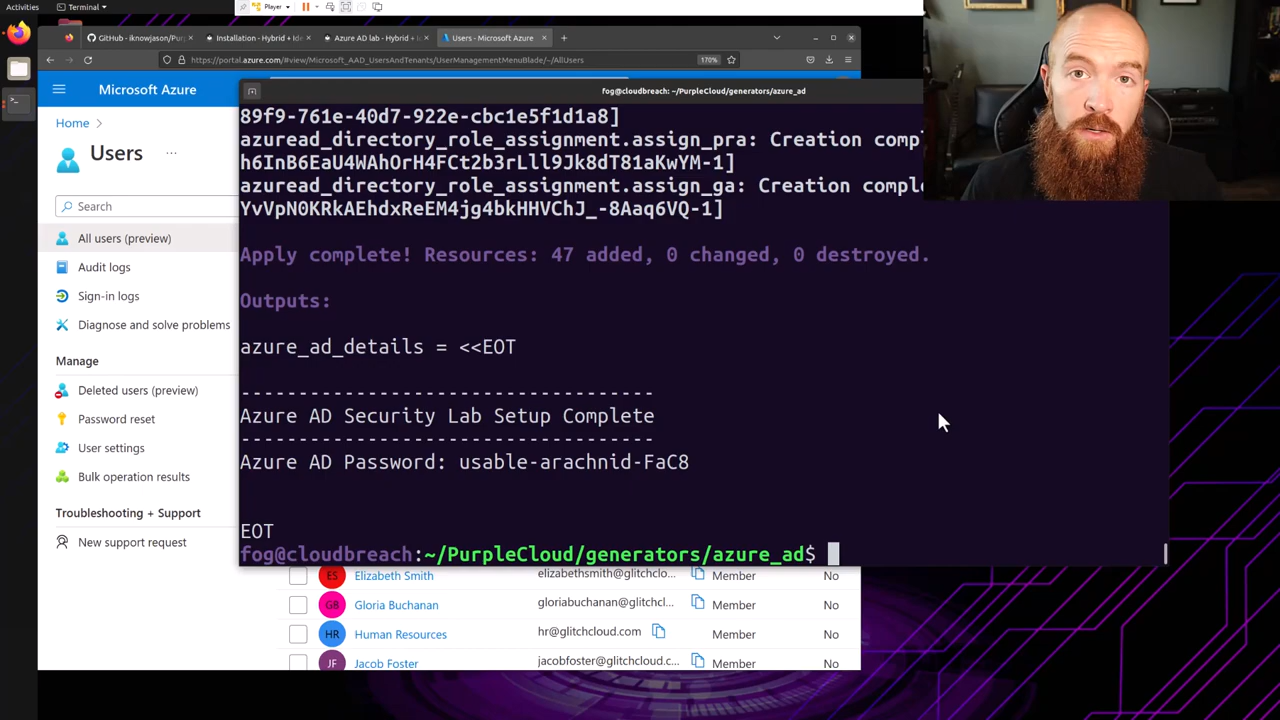 Activities
Terminal
Player
GitHub - iknowjason/Pur
Installation - Hybrid + Ide
Azure AD lab - Hybrid + i
Users - Microsoft Azure
https://portal.azure.com/#view/Microsoft_AAD_UsersAndTenants/UserManagementMenuBlade/~/AllUsers
170%
Microsoft Azure
Home
Users
Search
All users (preview)
Audit logs
Sign-in logs
Diagnose and solve problems
Manage
Deleted users (preview)
Password reset
User settings
Bulk operation results
Troubleshooting + Support
New support request
fog@cloudbreach: ~/PurpleCloud/generators/azure_ad
89f9-761e-40d7-922e-cbc1e5f1d1a8]
azuread_directory_role_assignment.assign_pra: Creation compl
h6InB6EaU4WAhOrH4FCt2b3rLll9Jk8dT81aKwYM-1]
azuread_directory_role_assignment.assign_ga: Creation comple
YvVpN0KRkAEhdxReEM4jg4bkHHVChJ_-8Aaq6VQ-1]
Apply complete! Resources: 47 added, 0 changed, 0 destroyed.
Outputs:
azure_ad_details = <<EOT
------------------------------------
Azure AD Security Lab Setup Complete
------------------------------------
Azure AD Password: usable-arachnid-FaC8
EOT
fog@cloudbreach:~/PurpleCloud/generators/azure_ad$
ES Elizabeth Smith elizabethsmith@glitchclo... Member No
GB Gloria Buchanan gloriabuchanan@glitchcl... Member No
HR Human Resources hr@glitchcloud.com Member No
JF Jacob Foster jacobfoster@glitchcloud.c... Member No